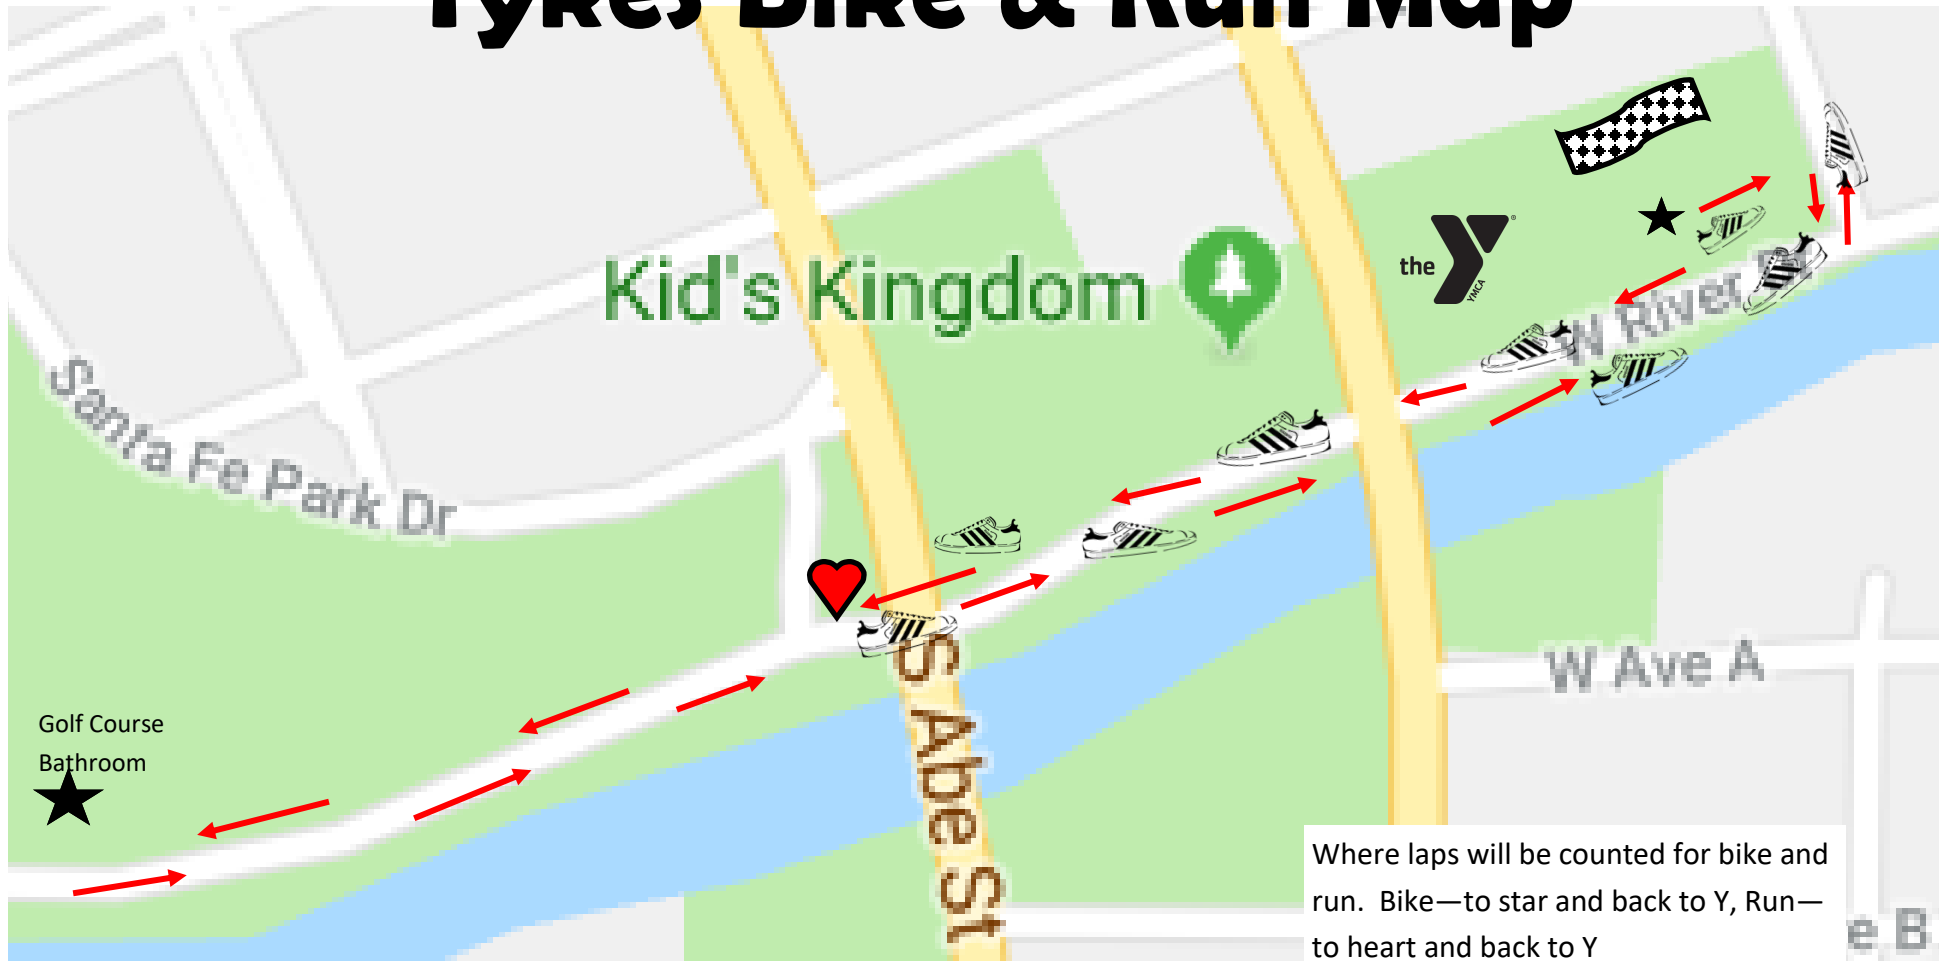 Tykes Bike & Run Map
Kid's Kingdom
the
YMCA
W River
Santa Fe Park Dr
S Abe St
W Ave A
Golf Course
Bathroom
Where laps will be counted for bike and
run.  Bike—to star and back to Y, Run—
to heart and back to Y
e B